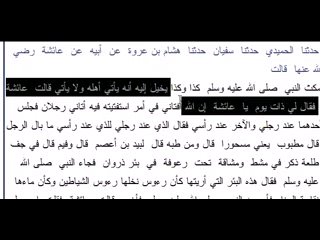 حدثنا الحميدي حدثنا سفيان حدثنا هشام بن عروة عن أبيه عن عائشة رضي
لله عنها قالت
مكث النبي صلى الله عليه وسلم كذا وكذا يخيل إليه أنه يأتي أهله ولا يأتي قالت عائشة
فقال لي ذات يوم يا عائشة إن الله أفتاني في أمر استفتيته فيه أتاني رجلان فجلس
حدهما عند رجلي والآخر عند رأسي فقال الذي عند رجلي للذي عند رأسي ما بال الرجل
قال مطبوب يعني مسحورا قال ومن طبه قال لبيد بن أعصم قال وفيم قال في جف
طلعة ذكر في مشط ومشاقة تحت رعوفة في بئر ذروان فجاء النبي صلى الله
عليه وسلم فقال هذه البئر التي أريتها كأن رءوس نخلها رءوس الشياطين وكأن ماءها